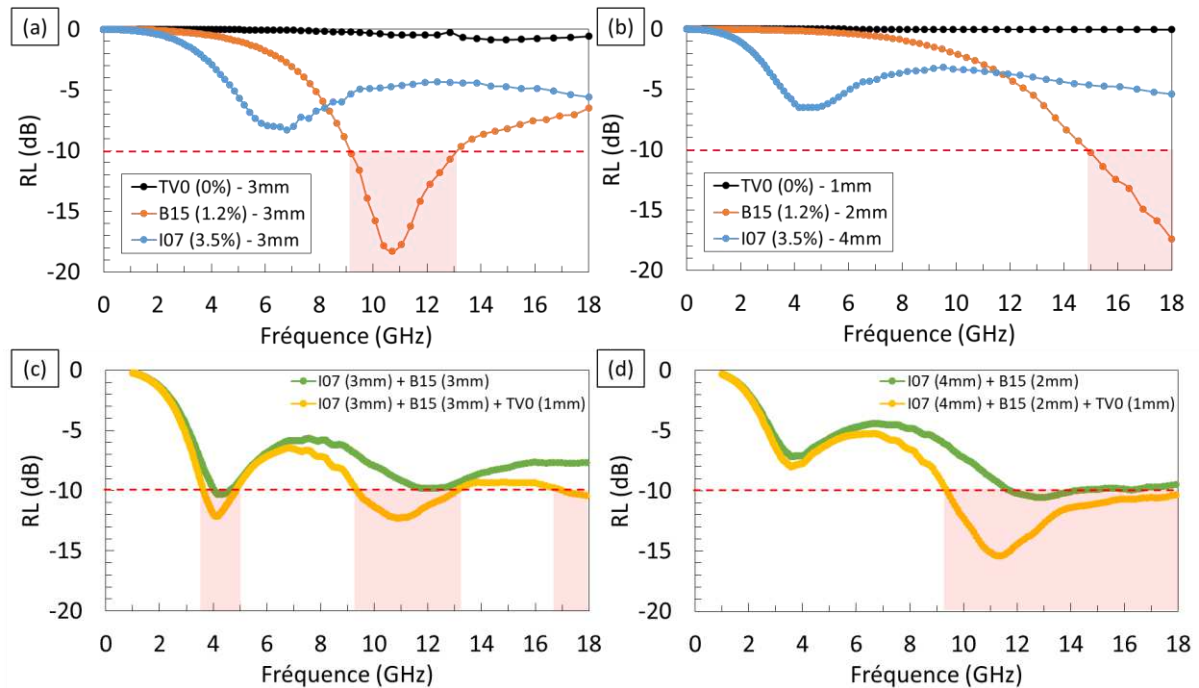 (a)
0
-5
-10
-15
-20
RL (dB)
TV0 (0%) - 3mm
B15 (1.2%) - 3mm
I07 (3.5%) - 3mm
0 2 4 6 8 10 12 14 16 18
Fréquence (GHz)
(b)
0
-5
-10
-15
-20
RL (dB)
TV0 (0%) - 1mm
B15 (1.2%) - 2mm
I07 (3.5%) - 4mm
0 2 4 6 8 10 12 14 16 18
Fréquence (GHz)
(c)
0
-5
-10
-15
-20
RL (dB)
I07 (3mm) + B15 (3mm)
I07 (3mm) + B15 (3mm) + TV0 (1mm)
0 2 4 6 8 10 12 14 16 18
Fréquence (GHz)
(d)
0
-5
-10
-15
-20
RL (dB)
I07 (4mm) + B15 (2mm)
I07 (4mm) + B15 (2mm) + TV0 (1mm)
0 2 4 6 8 10 12 14 16 18
Fréquence (GHz)